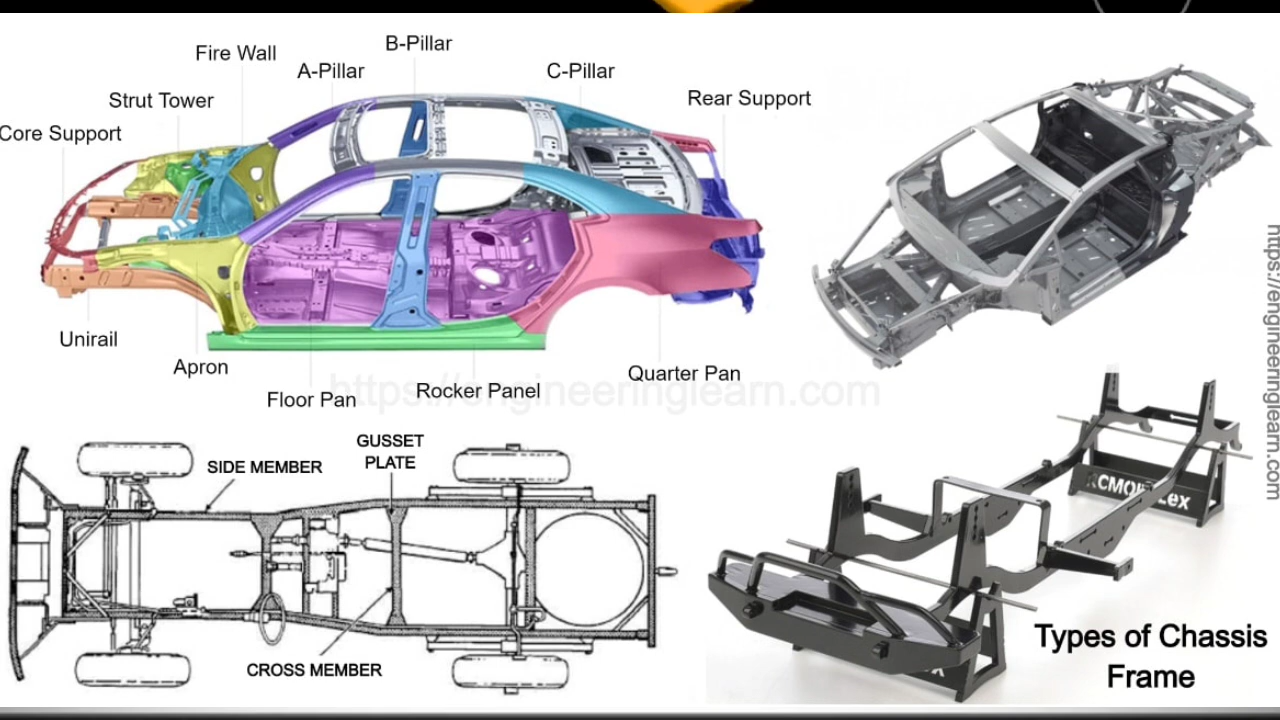 B-Pillar
Fire Wall
A-Pillar
C-Pillar
Strut Tower
Rear Support
Core Support
Unirail
Apron
Floor Pan
Rocker Panel
Quarter Pan
https://engineeringlearn.com
https://engineeringlearn.com
GUSSET
PLATE
SIDE MEMBER
CROSS MEMBER
Types of Chassis
Frame